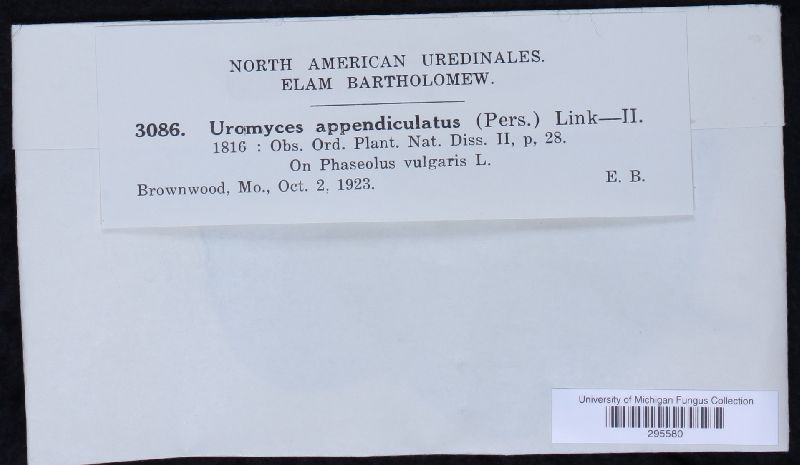 NORTH AMERICAN UREDINALES.
ELAM BARTHOLOMEW.
3086. Uromyces appendiculatus (Pers.) Link—II.
1816 : Obs. Ord. Plant. Nat. Diss. II, p, 28.
On Phaseolus vulgaris L.
Brownwood, Mo., Oct. 2, 1923. E. B.
University of Michigan Fungus Collection
295580